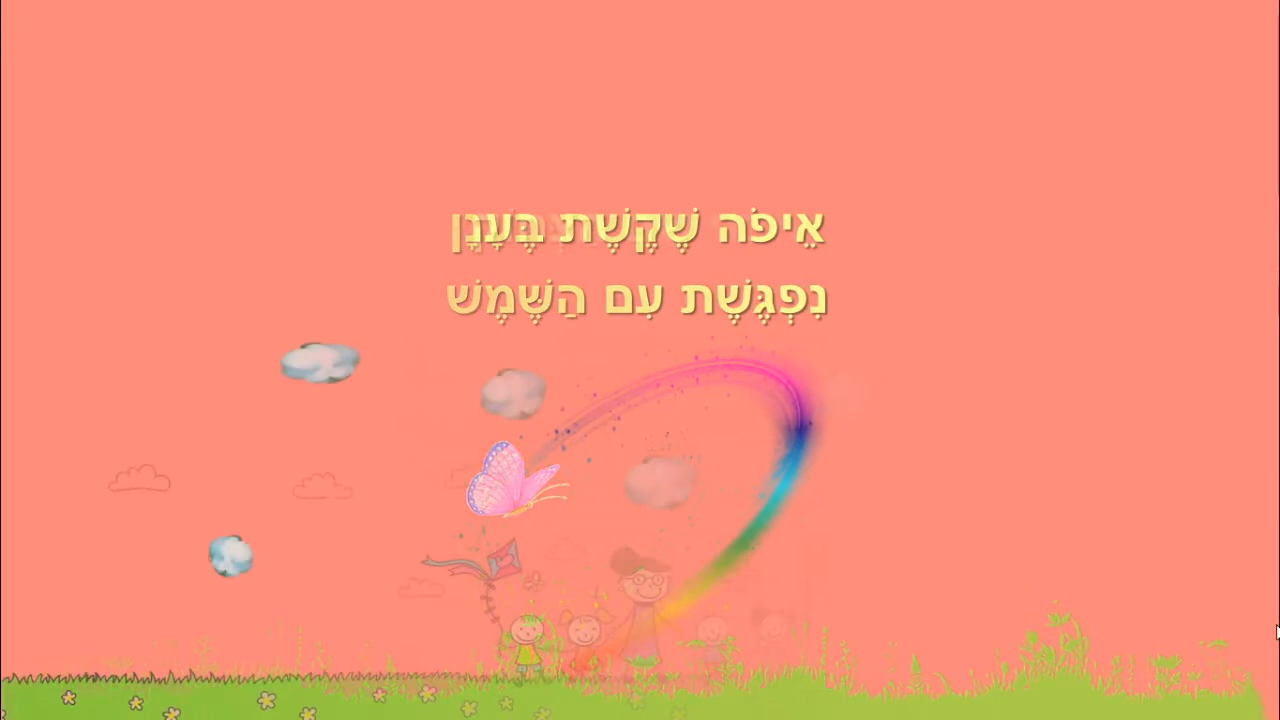 אֵיפֹה שֶׁקֶשֶׁת בֶּעָנָן
נִפְגֶּשֶׁת עִם הַשֶּׁמֶשׁ